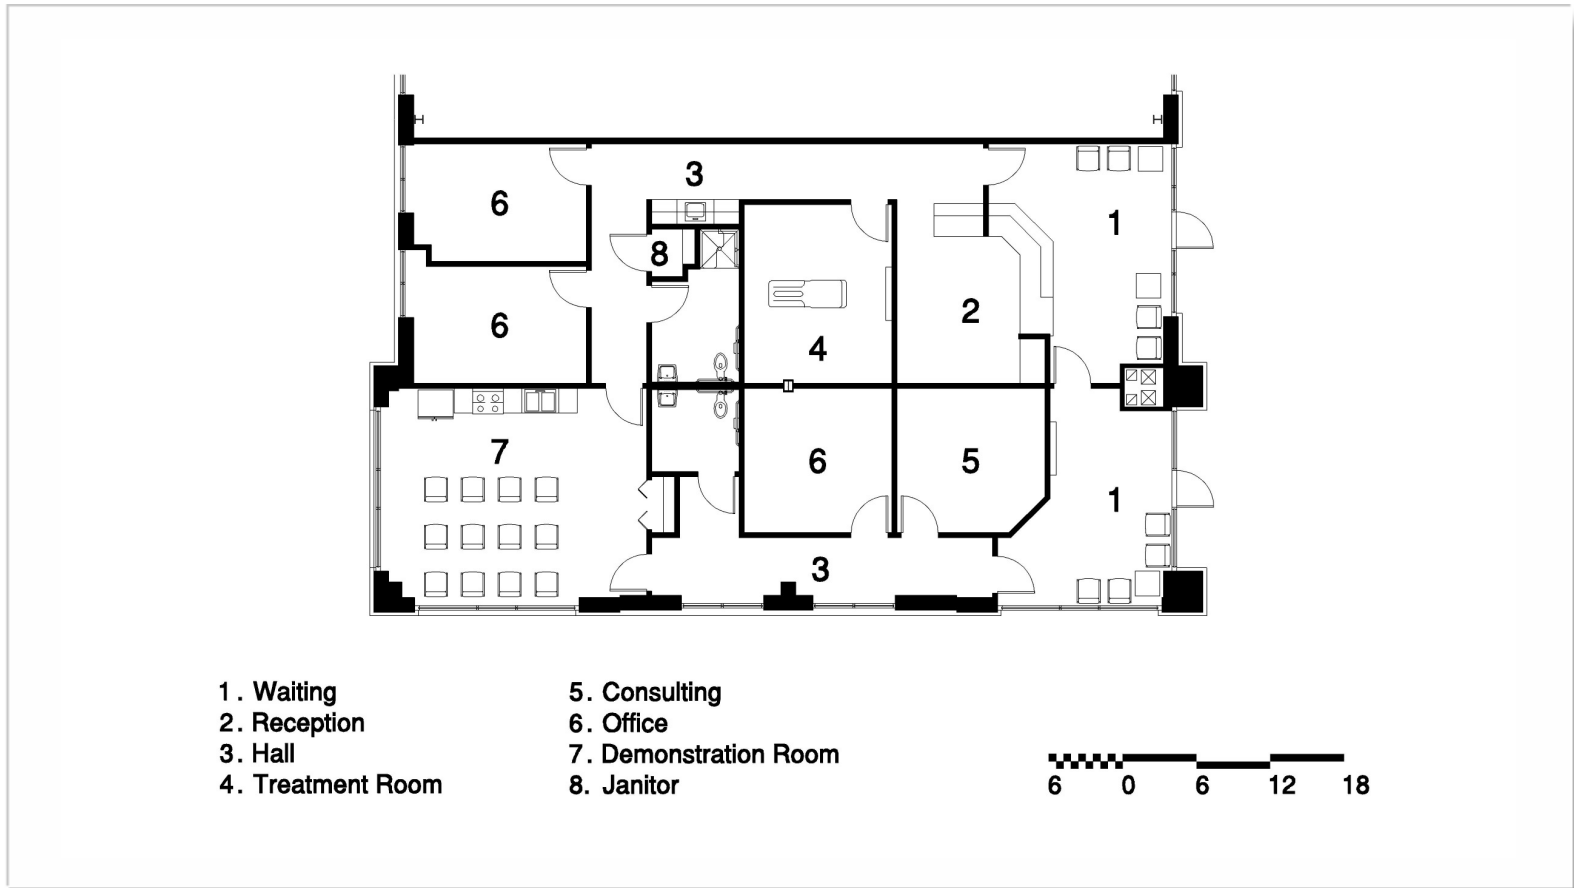 3
6
1
8
2
6
4
7
6
5
1
3
1. Waiting
2. Reception
3. Hall
4. Treatment Room
5. Consulting
6. Office
7. Demonstration Room
8. Janitor
6 0 6 12 18